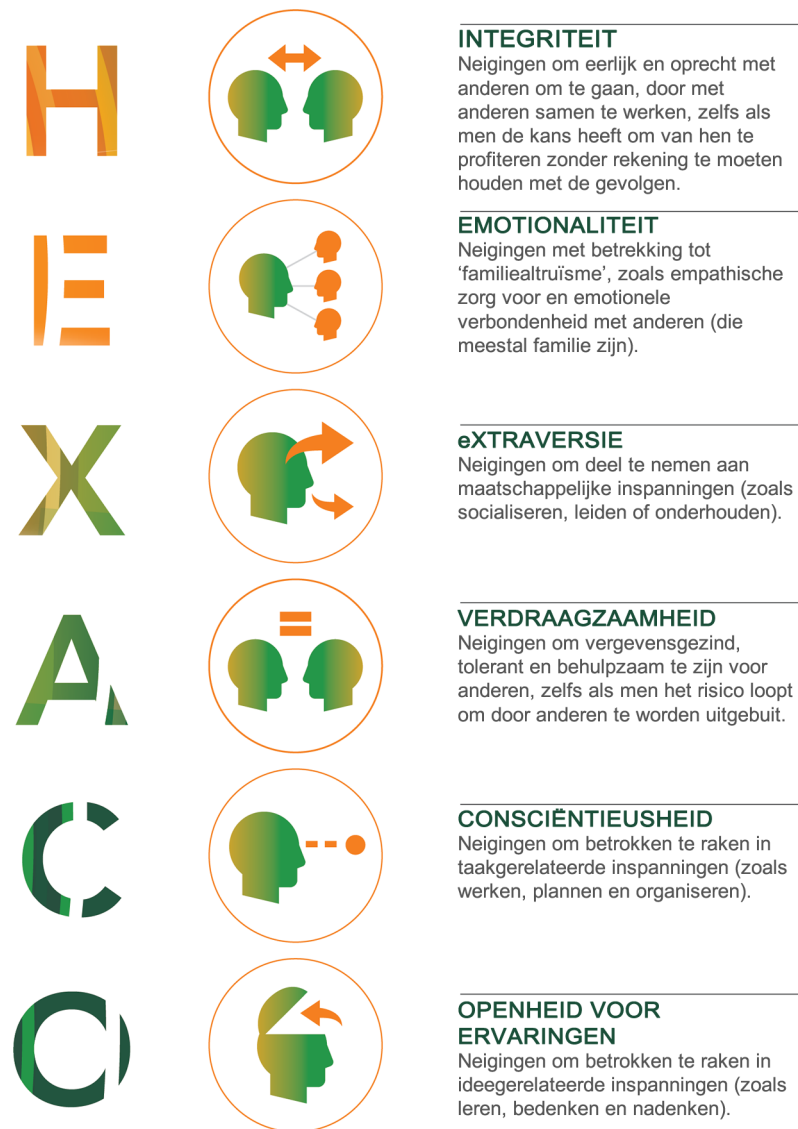 H
INTEGRITEIT
Neigingen om eerlijk en oprecht met
anderen om te gaan, door met
anderen samen te werken, zelfs als
men de kans heeft om van hen te
profiteren zonder rekening te moeten
houden met de gevolgen.
E
EMOTIONALITEIT
Neigingen met betrekking tot
‘familiealtruïsme’, zoals empathische
zorg voor en emotionele
verbondenheid met anderen (die
meestal familie zijn).
X
eXTRAVERSIE
Neigingen om deel te nemen aan
maatschappelijke inspanningen (zoals
socialiseren, leiden of onderhouden).
A
VERDRAAGZAAMHEID
Neigingen om vergevensgezind,
tolerant en behulpzaam te zijn voor
anderen, zelfs als men het risico loopt
om door anderen te worden uitgebuit.
C
CONSCIËNTIEUSHEID
Neigingen om betrokken te raken in
taakgerelateerde inspanningen (zoals
werken, plannen en organiseren).
O
OPENHEID VOOR
ERVARINGEN
Neigingen om betrokken te raken in
ideegerelateerde inspanningen (zoals
leren, bedenken en nadenken).